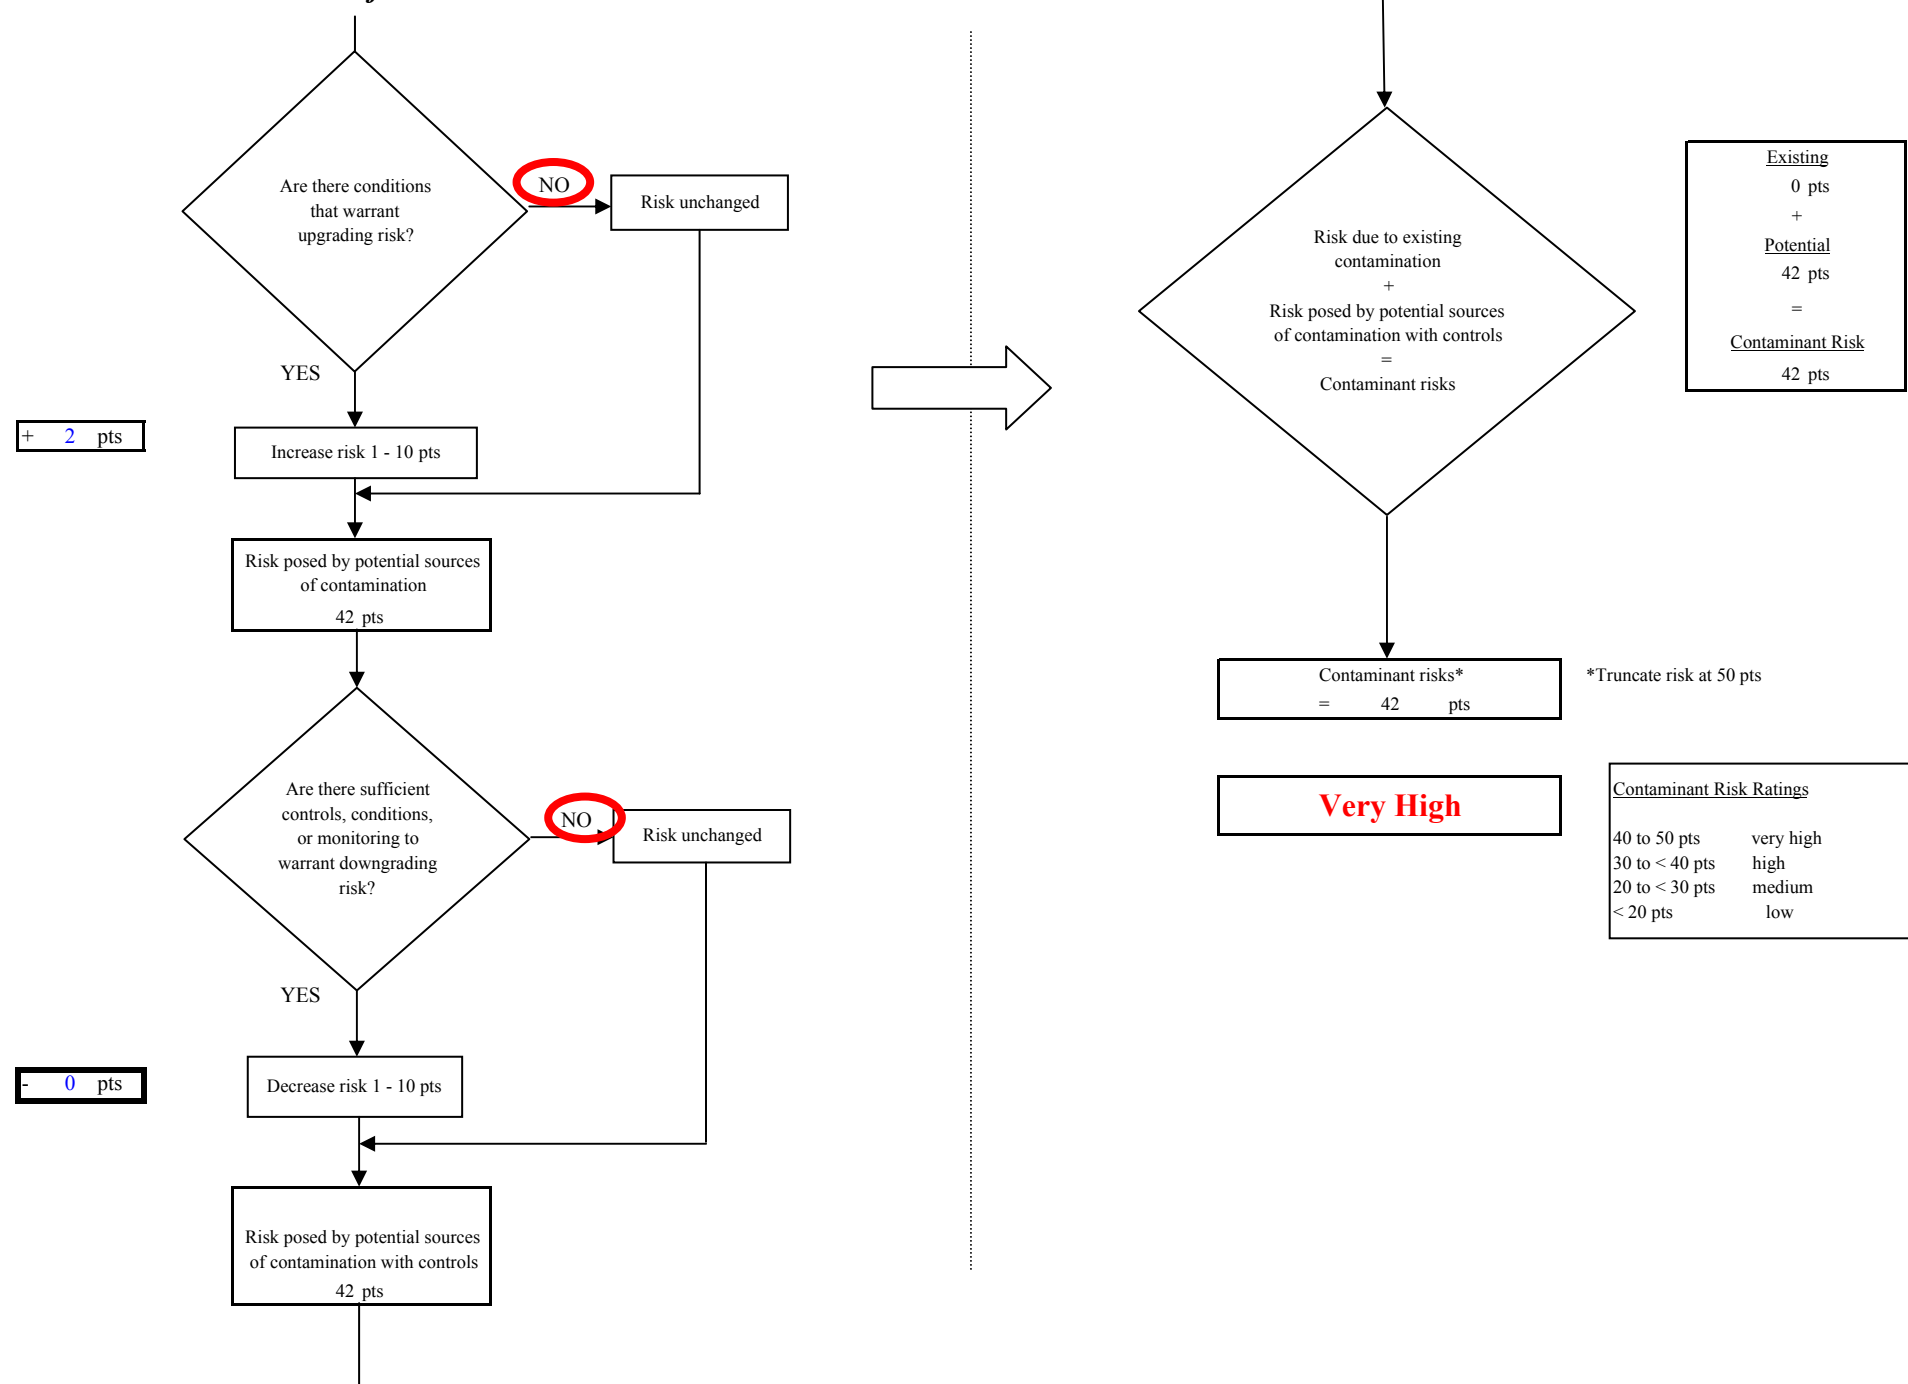 Are there conditions
that warrant
upgrading risk?
NO
Risk unchanged
YES
+ 2 pts
Increase risk 1 - 10 pts
Risk posed by potential sources
of contamination
42 pts
Are there sufficient
controls, conditions,
or monitoring to
warrant downgrading
risk?
NO
Risk unchanged
YES
- 0 pts
Decrease risk 1 - 10 pts
Risk posed by potential sources
of contamination with controls
42 pts
Risk due to existing
contamination
+
Risk posed by potential sources
of contamination with controls
=
Contaminant risks
Existing
0 pts
+
Potential
42 pts
=
Contaminant Risk
42 pts
Contaminant risks*
= 42 pts
*Truncate risk at 50 pts
Very High
Contaminant Risk Ratings
40 to 50 pts very high
30 to < 40 pts high
20 to < 30 pts medium
< 20 pts low